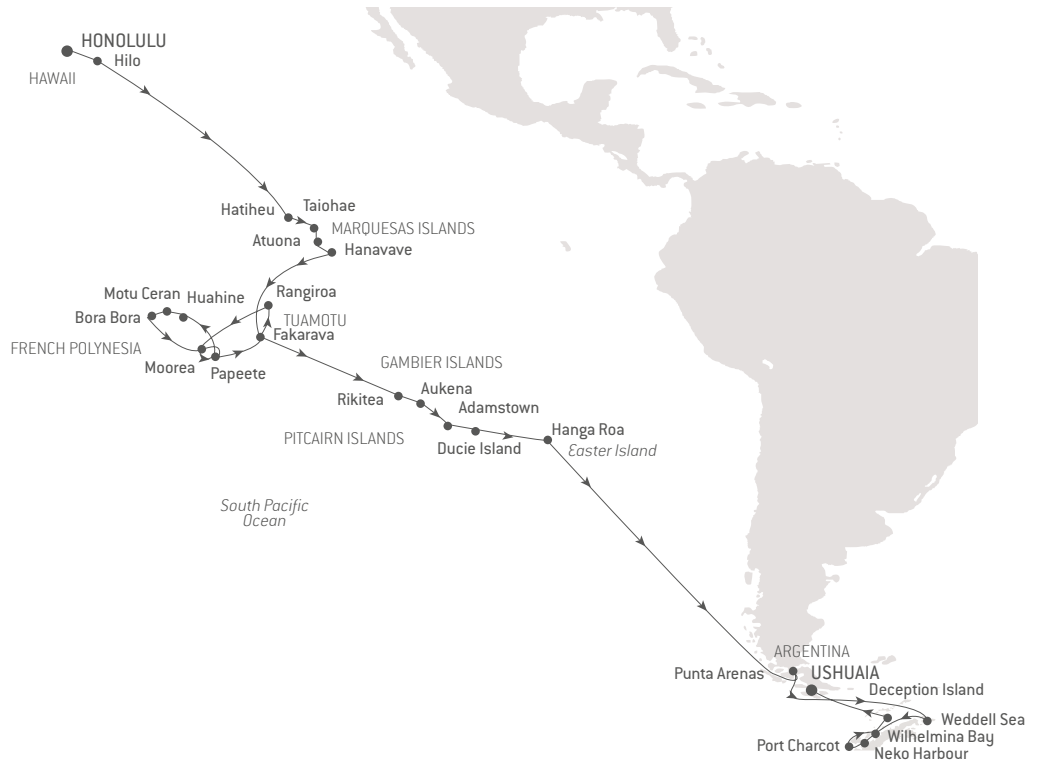 HONOLULU
Hilo
HAWAII
Taiohae
Hatiheu
MARQUESAS ISLANDS
Atuona
Hanavave
Motu Ceran
Huahine
Rangiroa
Bora Bora
TUAMOTU
Fakarava
FRENCH POLYNESIA
Moorea
Papeete
GAMBIER ISLANDS
Aukena
Rikitea
Adamstown
Hanga Roa
PITCAIRN ISLANDS
Ducie Island
Easter Island
South Pacific
Ocean
ARGENTINA
Punta Arenas
USHUAIA
Deception Island
Weddell Sea
Wilhelmina Bay
Port Charcot
Neko Harbour